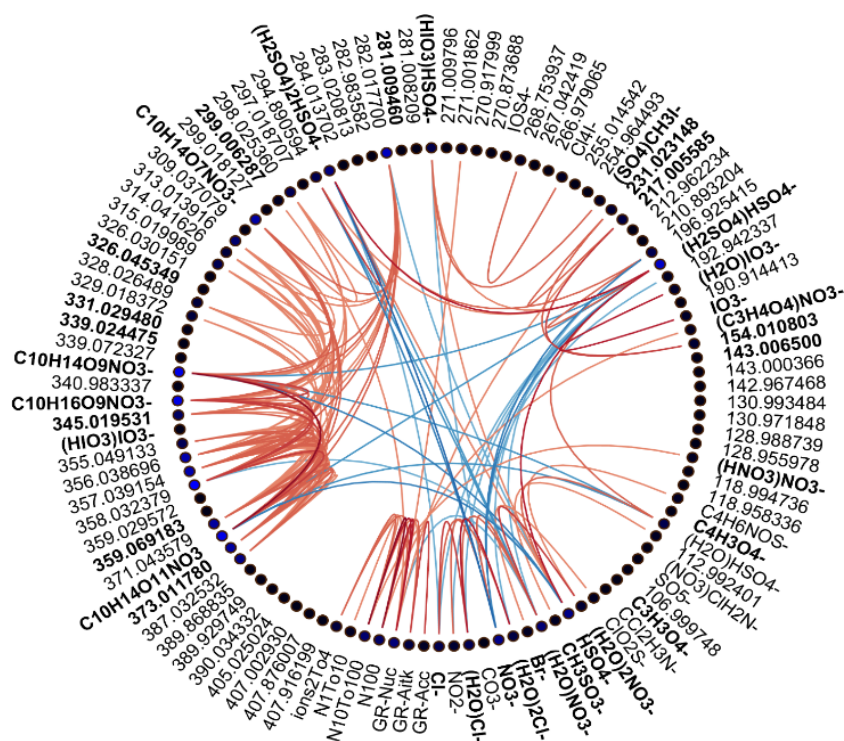 (HIO3)HSO4-
271.009796
271.001862
270.917999
270.873688
IOS4-
268.753937
267.042419
266.979065
Cl4I-
255.014542
254.964493
(SO4)CH3I-
231.023148
217.005585
212.962234
210.893204
196.925415
(H2SO4)HSO4-
192.942337
(H2O)IO3-
190.914413
IO3-
(C3H4O4)NO3-
154.010803
143.006500
143.000366
142.967468
130.993484
130.971848
128.988739
128.955978
(HNO3)NO3-
118.994736
118.958336
C4H6NOS-
C4H3O4-
(H2O)HSO4-
112.992401
(NO3)ClH2N-
SO5-
106.999748
C3H3O4-
CCl2H3N-
ClO2S-
(H2O)2NO3-
HSO4-
(H2O)NO3-
CH3SO3-
Br-
(H2O)2Cl-
NO3-
CO3-
(H2O)Cl-
NO2-
Cl-
GR-Acc
GR-Aitk
GR-Nuc
N100
N10To100
N1To10
ions2To4
407.916199
407.876007
407.002930
405.025024
390.034332
389.929749
389.868835
387.032532
373.011780
C10H14O11NO3
371.043579
359.069183
359.029572
358.032379
357.039154
356.038696
355.049133
(HIO3)IO3-
345.019531
C10H16O9NO3-
340.983337
C10H14O9NO3-
339.072327
339.024475
331.029480
329.018372
328.026489
326.045349
326.030151
315.019989
314.041626
313.013916
309.037079
C10H14O7NO3-
299.018127
299.006287
298.025360
297.018707
294.890594
(H2SO4)2HSO4-
284.013702
283.020813
282.983582
282.017700
281.009460
281.008209